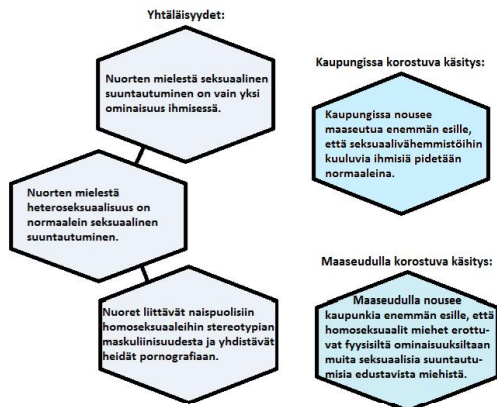 Yhtäläisyydet:
Nuorten mielestä seksuaalinen
suuntautuminen on vain yksi
ominaisuus ihmisessä.
Nuorten mielestä
heteroseksuaalisuus on
normaalein seksuaalinen
suuntautuminen.
Nuoret liittävät naispuolisiin
homoseksuaaleihin stereotypian
maskuliinisuudesta ja yhdistävät
heidät pornografiaan.
Kaupungissa korostuva käsitys:
Kaupungissa nousee
maaseutua enemmän esille,
että seksuaalivähemmistöihin
kuuluvia ihmisiä pidetään
normaaleina.
Maaseudulla korostuva käsitys:
Maaseudulla nousee
kaupunkia enemmän esille, että
homoseksuaalit miehet erottu-
vat fyysisiltä ominaisuuksiltaan
muita seksuaalisia suuntautu-
misia edustavista miehistä.